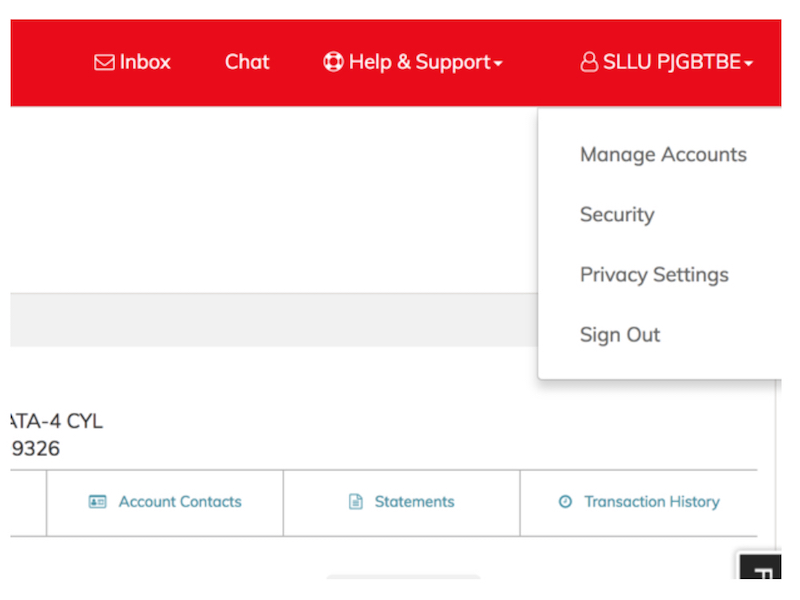 Inbox Chat Help & Support SLLU PJGBTBE
Manage Accounts
Security
Privacy Settings
Sign Out
ATA-4 CYL
9326
Account Contacts Statements Transaction History